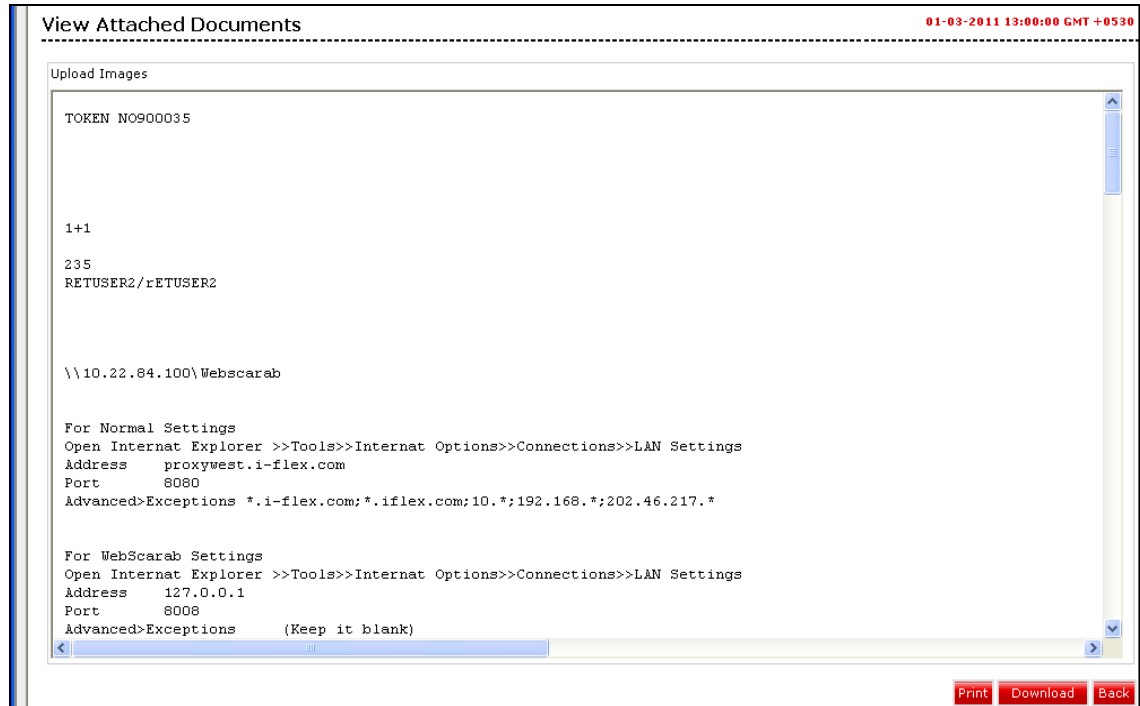 View Attached Documents
01-03-2011 13:00:00 GMT +0530
Upload Images
TOKEN NO900035
1+1
235
RETUSER2/rETUSER2
\\10.22.84.100\Webscarab
For Normal Settings
Open Internat Explorer >>Tools>>Internat Options>>Connections>>LAN Settings
Address proxywest.i-flex.com
Port 8080
Advanced>Exceptions *.i-flex.com;*.iflex.com;10.*;192.168.*;202.46.217.*
For WebScarab Settings
Open Internat Explorer >>Tools>>Internat Options>>Connections>>LAN Settings
Address 127.0.0.1
Port 8008
Advanced>Exceptions (Keep it blank)
Print Download Back